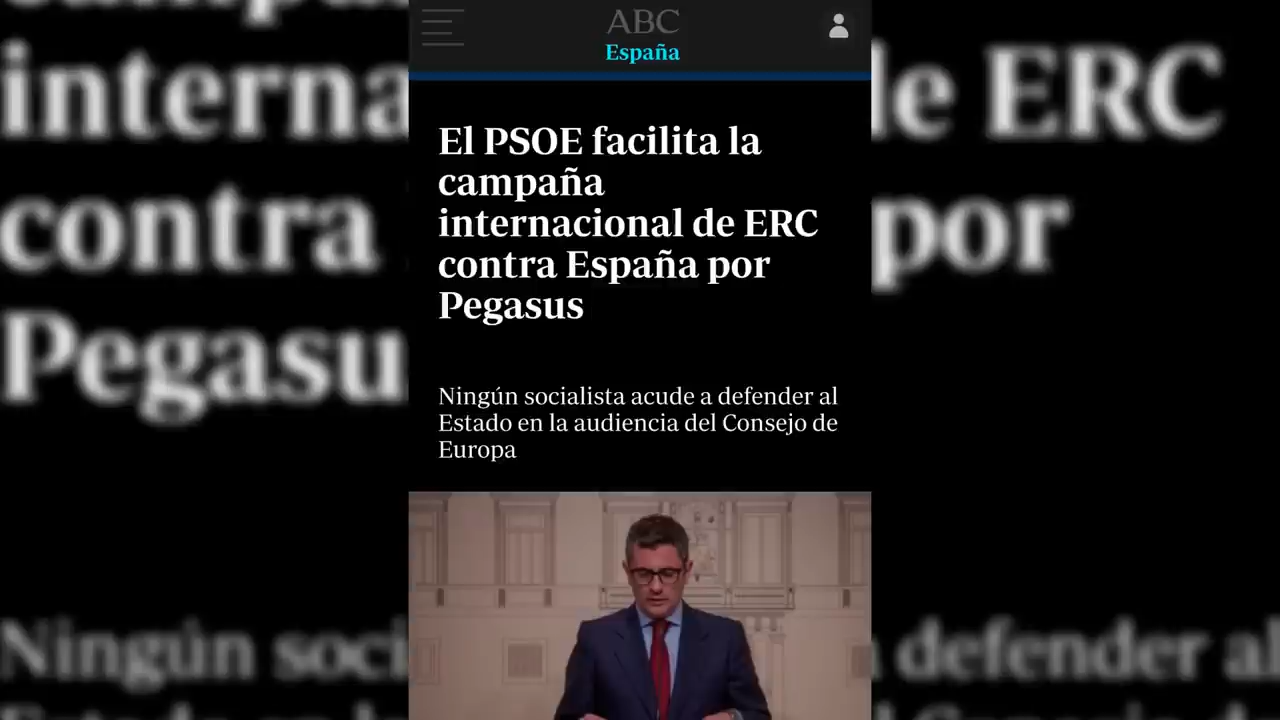 ABC
España
El PSOE facilita la
campaña
internacional de ERC
contra España por
Pegasus
Ningún socialista acude a defender al
Estado en la audiencia del Consejo de
Europa